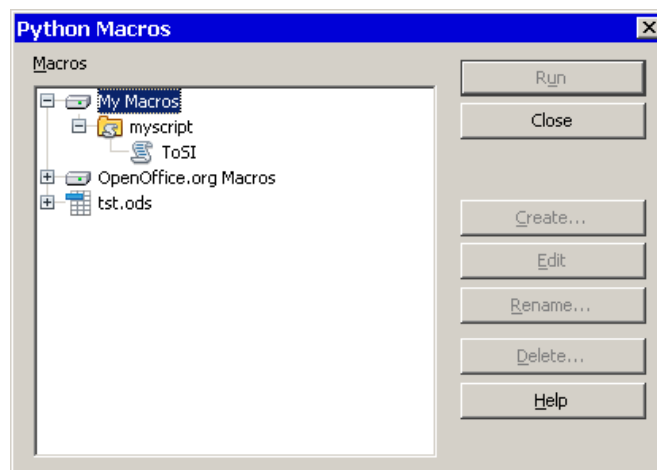 Python Macros
Macros
My Macros
myscript
ToSI
OpenOffice.org Macros
tst.ods
Run
Close
Create...
Edit
Rename...
Delete...
Help